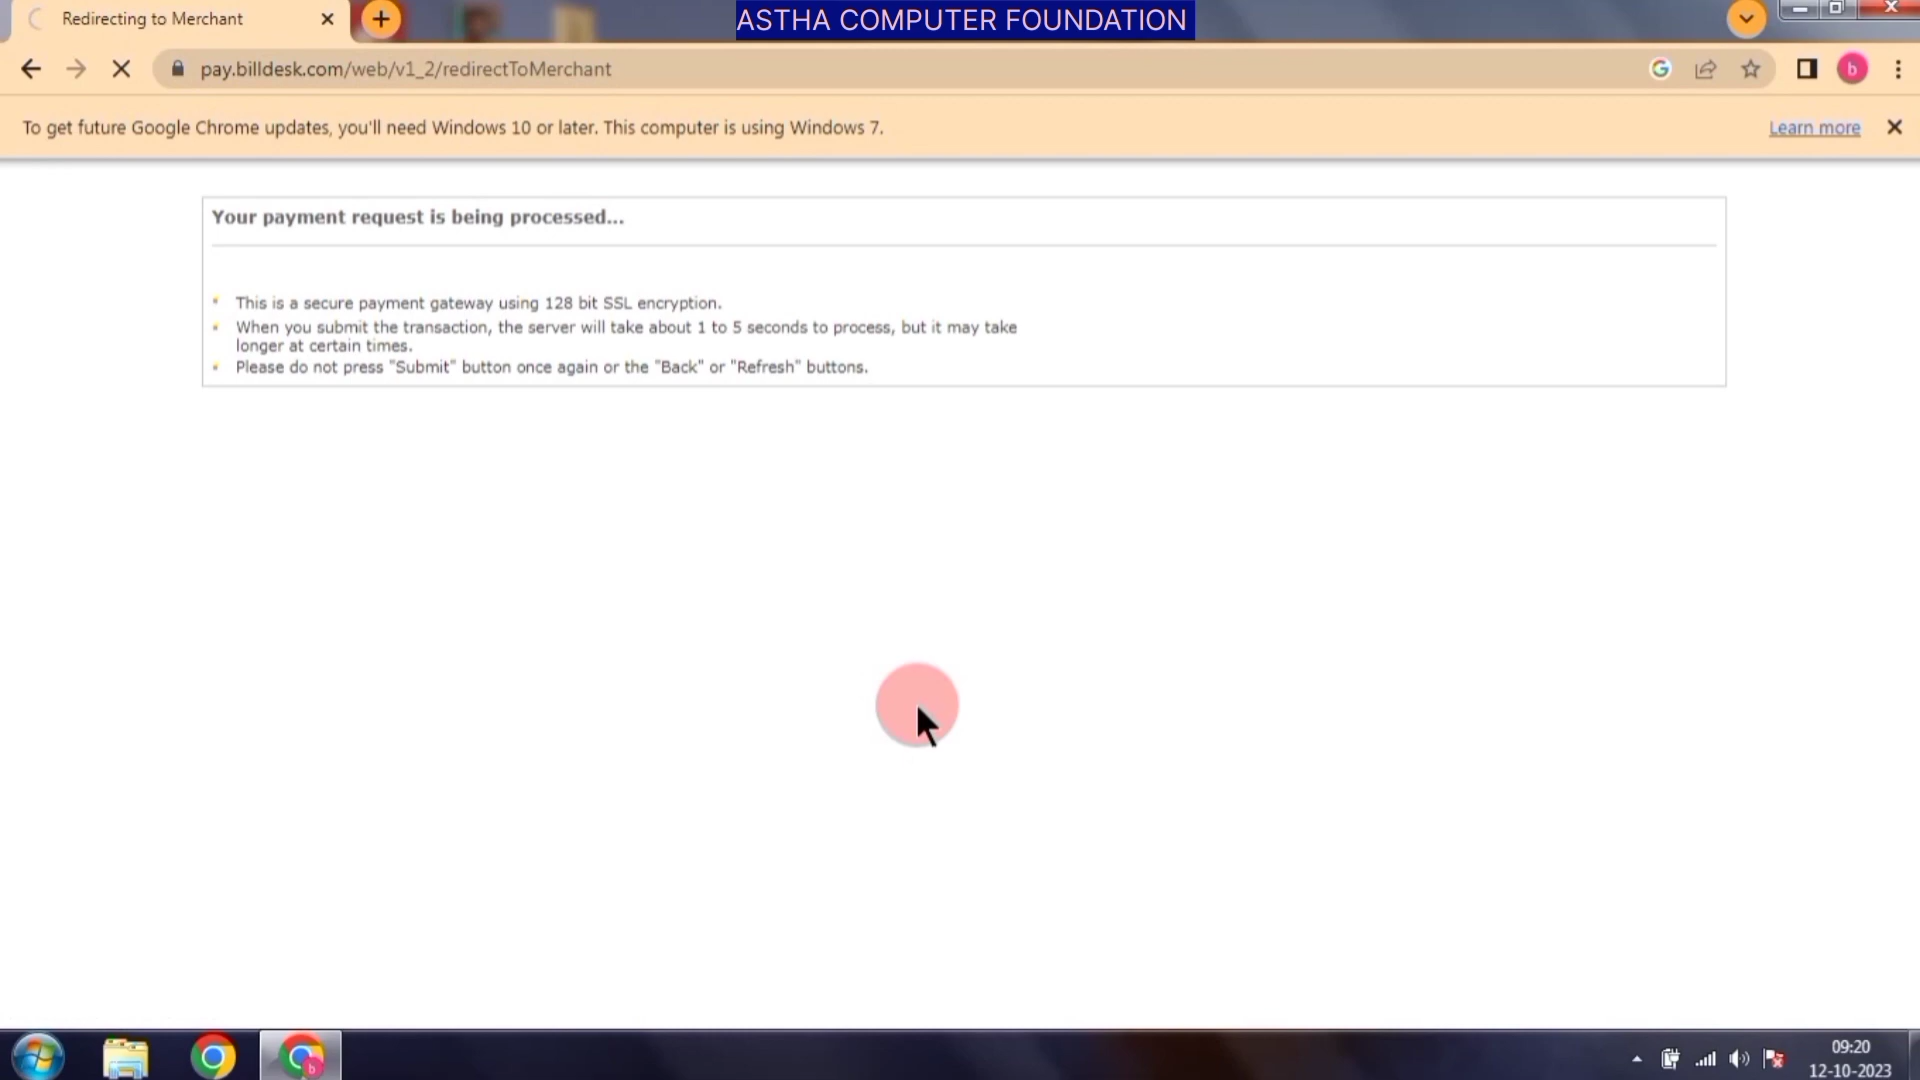 Redirecting to Merchant
ASTHA COMPUTER FOUNDATION
pay.billdesk.com/web/v1_2/redirectToMerchant
b
To get future Google Chrome updates, you'll need Windows 10 or later. This computer is using Windows 7.
Learn more
Your payment request is being processed...
This is a secure payment gateway using 128 bit SSL encryption.
When you submit the transaction, the server will take about 1 to 5 seconds to process, but it may take
longer at certain times.
Please do not press "Submit" button once again or the "Back" or "Refresh" buttons.
b
09:20
12-10-2023